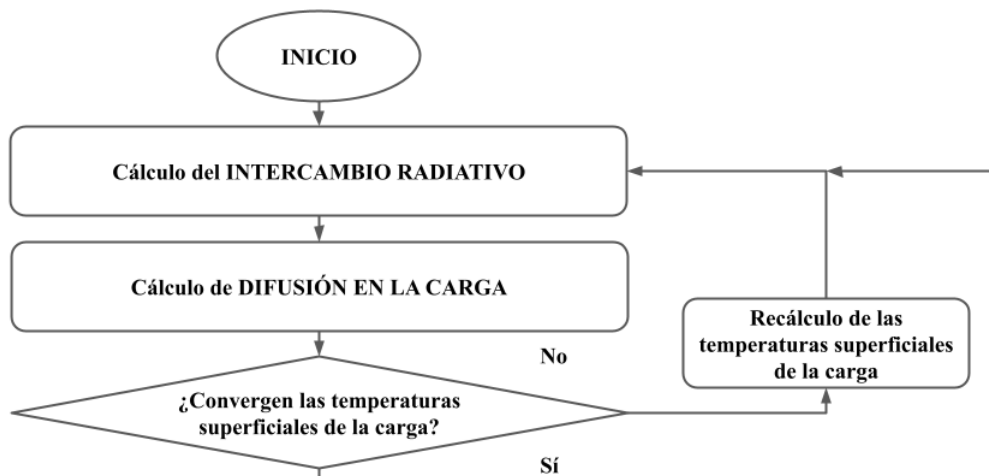 INICIO
Cálculo del INTERCAMBIO RADIATIVO
Cálculo de DIFUSIÓN EN LA CARGA
Recálculo de las
temperaturas superficiales
de la carga
No
¿Convergen las temperaturas
superficiales de la carga?
Sí